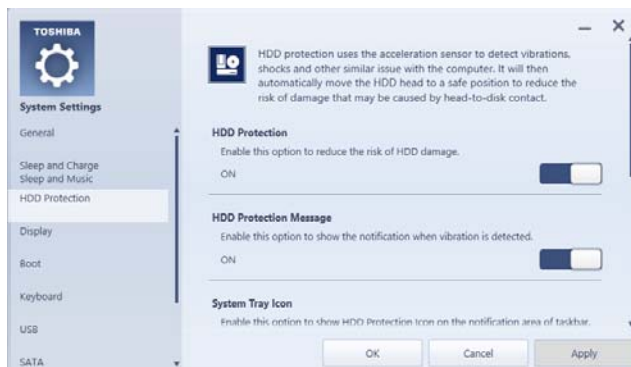 TOSHIBA
System Settings
General
Sleep and Charge
Sleep and Music
HDD Protection
Display
Boot
Keyboard
USB
SATA
HDD protection uses the acceleration sensor to detect vibrations,
shocks and other similar issue with the computer. It will then
automatically move the HDD head to a safe position to reduce the
risk of damage that may be caused by head-to-disk contact.
HDD Protection
Enable this option to reduce the risk of HDD damage.
ON
HDD Protection Message
Enable this option to show the notification when vibration is detected.
ON
System Tray Icon
Enable this option to show HDD Protection Icon on the notification area of taskbar.
OK Cancel Apply